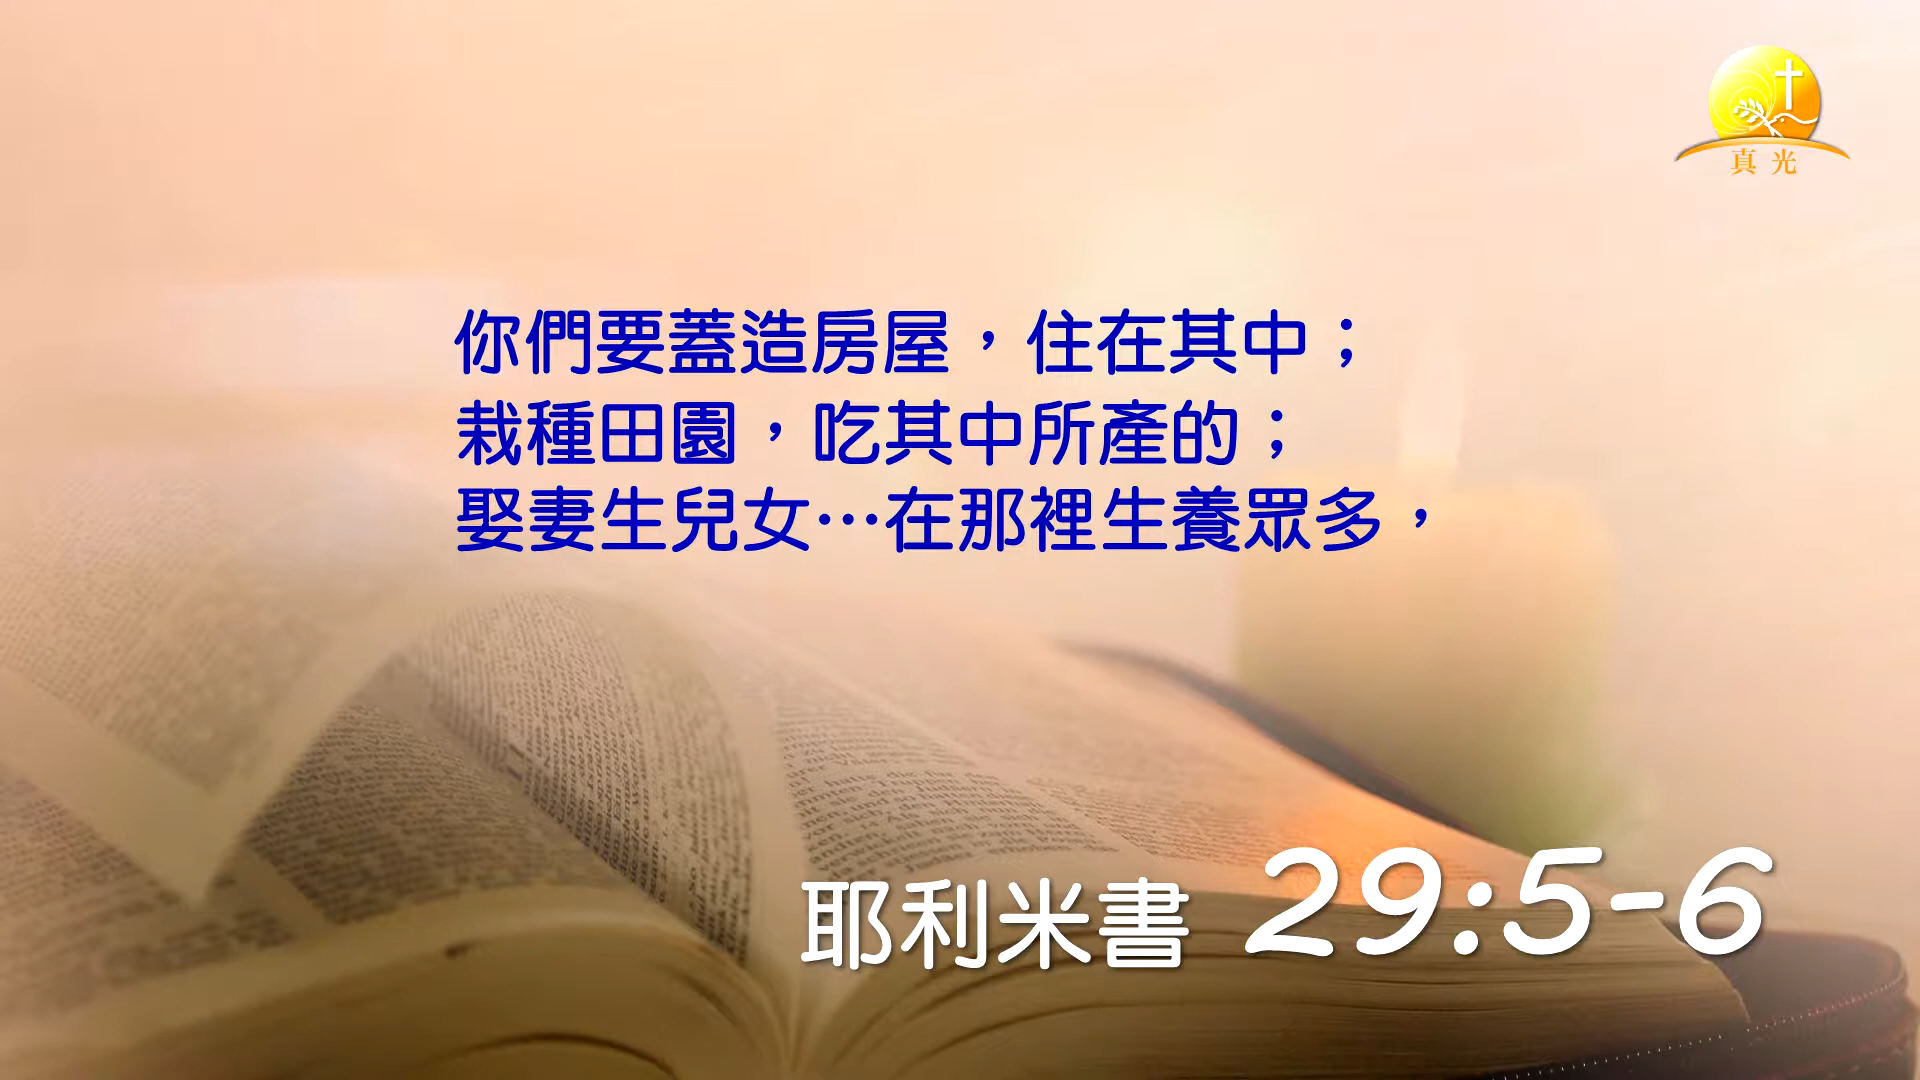 真光
你們要蓋造房屋，住在其中；
栽種田園，吃其中所產的；
娶妻生兒女…在那裡生養眾多，
耶利米書 29:5-6